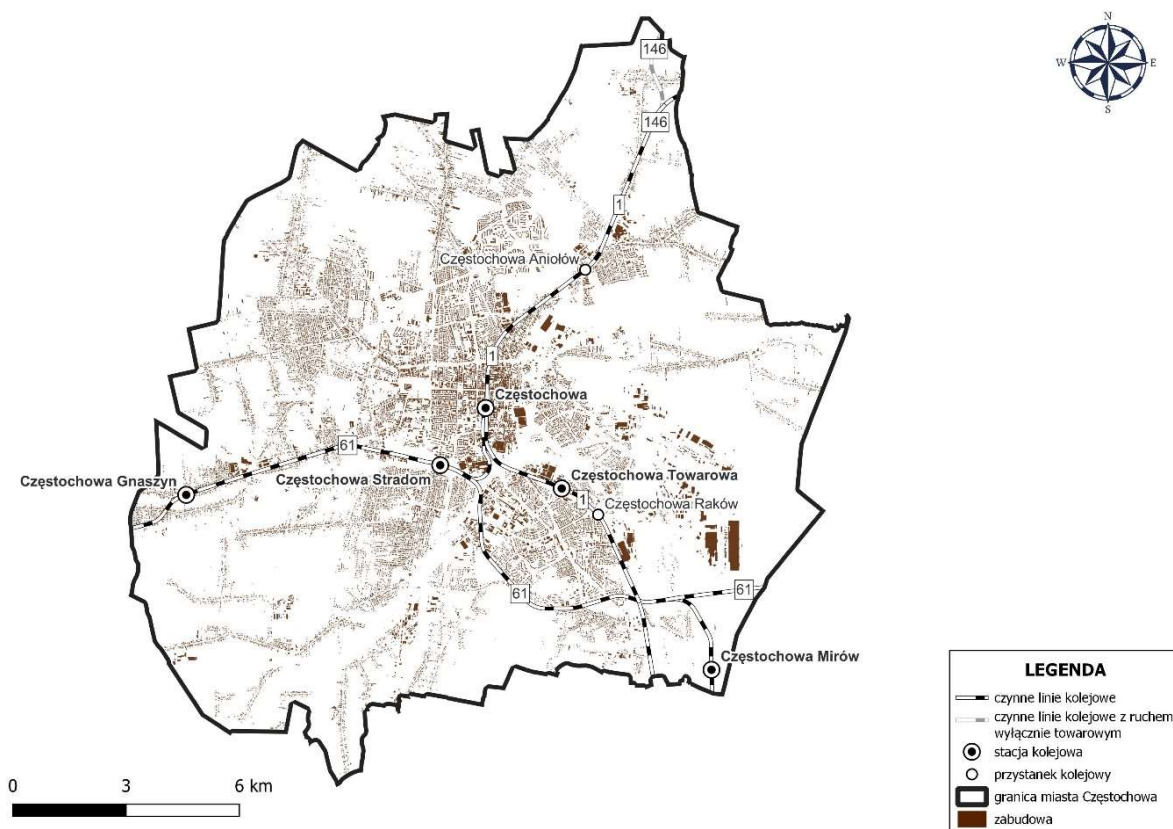 N
W
E
S
146
146
1
Częstochowa Aniołów
1
Częstochowa
61
Częstochowa Gnaszyn
Częstochowa Stradom
Częstochowa Towarowa
1
Częstochowa Raków
61
61
Częstochowa Mirów
0 3 6 km
LEGENDA
czynne linie kolejowe
czynne linie kolejowe z ruchem
wyłącznie towarowym
stacja kolejowa
przystanek kolejowy
granica miasta Częstochowa
zabudowa